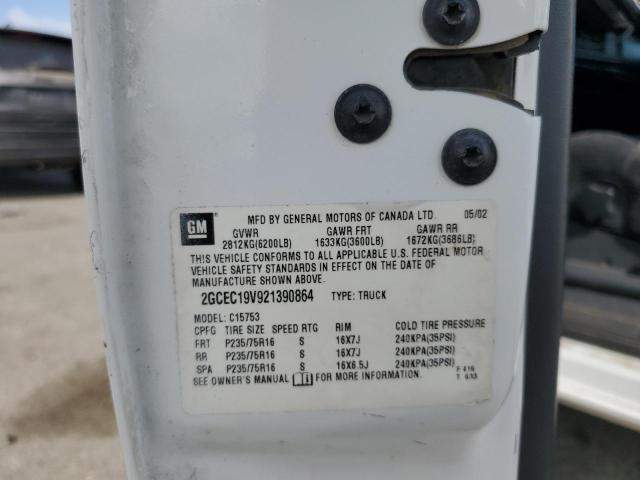 GM MFD BY GENERAL MOTORS OF CANADA LTD. 05/02
GVWR GAWR FRT GAWR RR
2812KG(6200LB) 1633KG(3600LB) 1672KG(3686LB)
THIS VEHICLE CONFORMS TO ALL APPLICABLE U.S. FEDERAL MOTOR
VEHICLE SAFETY STANDARDS IN EFFECT ON THE DATE OF
MANUFACTURE SHOWN ABOVE.
2GCEC19V921390864 TYPE: TRUCK
MODEL: C15753
CPFG TIRE SIZE SPEED RTG RIM COLD TIRE PRESSURE
FRT P235/75R16 S 16X7J 240KPA(35PSI)
RR P235/75R16 S 16X7J 240KPA(35PSI)
SPA P235/75R16 S 16X6.5J 240KPA(35PSI)
SEE OWNER'S MANUAL FOR MORE INFORMATION.